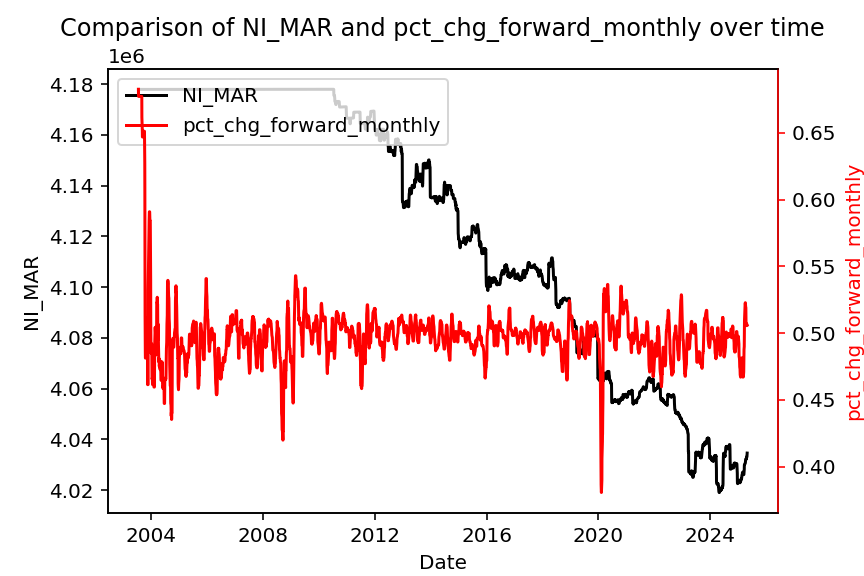 Comparison of NI_MAR and pct_chg_forward_monthly over time
1e6
NI_MAR
pct_chg_forward_monthly
4.18
4.16
4.14
4.12
4.10
4.08
4.06
4.04
4.02
NI_MAR
0.65
0.60
0.55
0.50
0.45
0.40
pct_chg_forward_monthly
2004 2008 2012 2016 2020 2024
Date